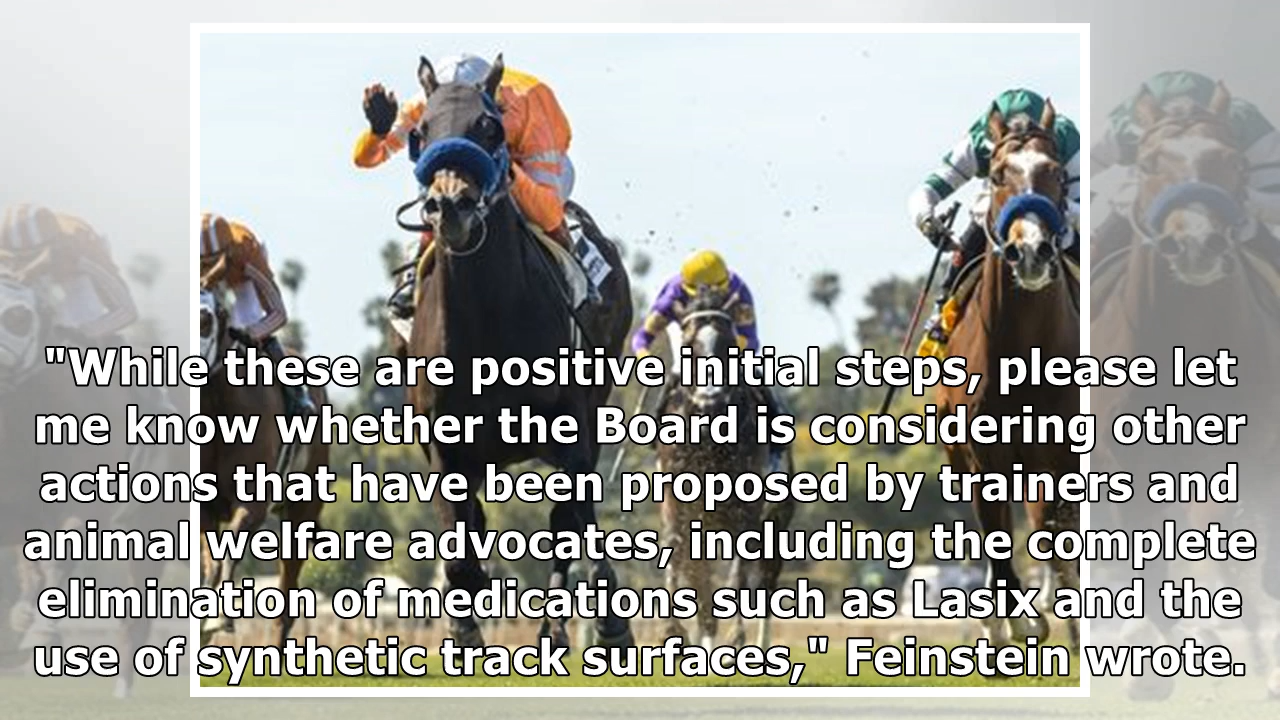 "While these are positive initial steps, please let
me know whether the Board is considering other
actions that have been proposed by trainers and
animal welfare advocates, including the complete
elimination of medications such as Lasix and the
use of synthetic track surfaces," Feinstein wrote.